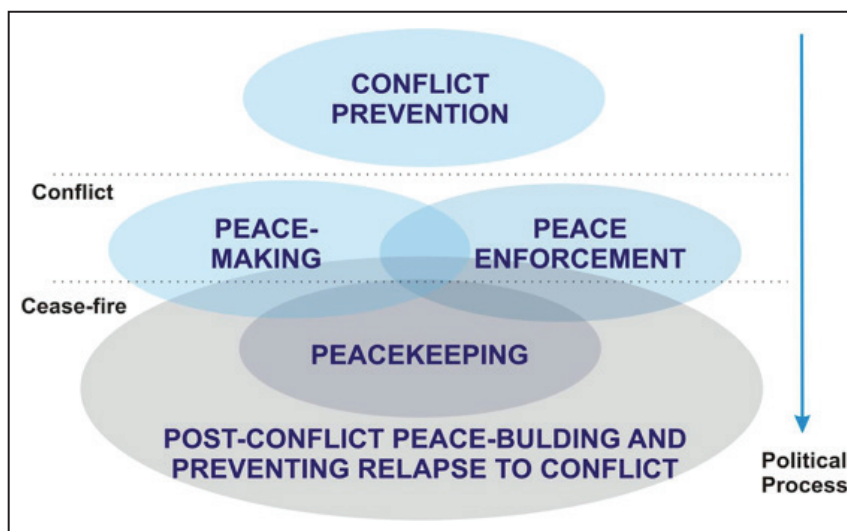 CONFLICT
PREVENTION
Conflict
PEACE-
MAKING
PEACE
ENFORCEMENT
Cease-fire
PEACEKEEPING
POST-CONFLICT PEACE-BULDING AND
PREVENTING RELAPSE TO CONFLICT
Political
Process